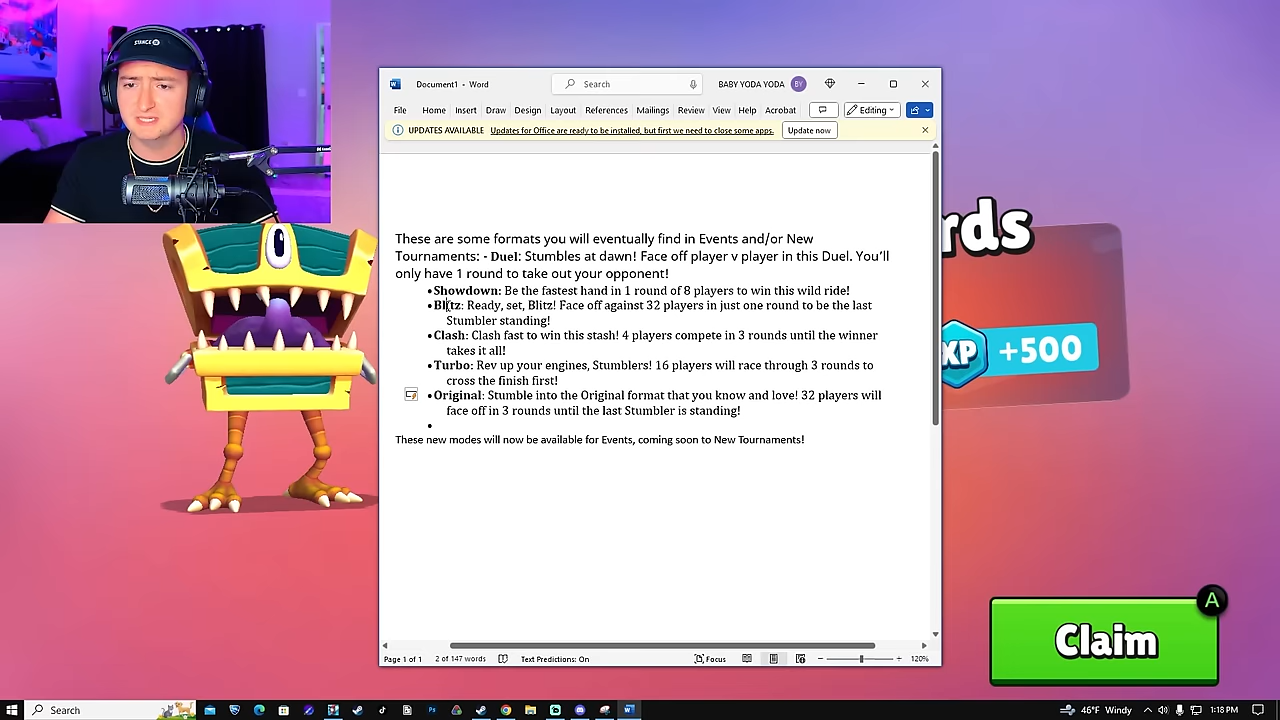 STANCE
Document1 - Word
Search
BABY YODA YODA
BY
File Home Insert Draw Design Layout References Mailings Review View Help Acrobat
Editing
UPDATES AVAILABLE Updates for Office are ready to be installed, but first we need to close some apps. Update now
These are some formats you will eventually find in Events and/or New
Tournaments: - Duel: Stumbles at dawn! Face off player v player in this Duel. You'll
only have 1 round to take out your opponent!
•Showdown: Be the fastest hand in 1 round of 8 players to win this wild ride!
•Blitz: Ready, set, Blitz! Face off against 32 players in just one round to be the last
Stumbler standing!
•Clash: Clash fast to win this stash! 4 players compete in 3 rounds until the winner
takes it all!
•Turbo: Rev up your engines, Stumblers! 16 players will race through 3 rounds to
cross the finish first!
•Original: Stumble into the Original format that you know and love! 32 players will
face off in 3 rounds until the last Stumbler is standing!
•
These new modes will now be available for Events, coming soon to New Tournaments!
rds
XP +500
A
Claim
Page 1 of 1 2 of 147 words Text Predictions: On Focus 120%
Search
46°F Windy 1:18 PM